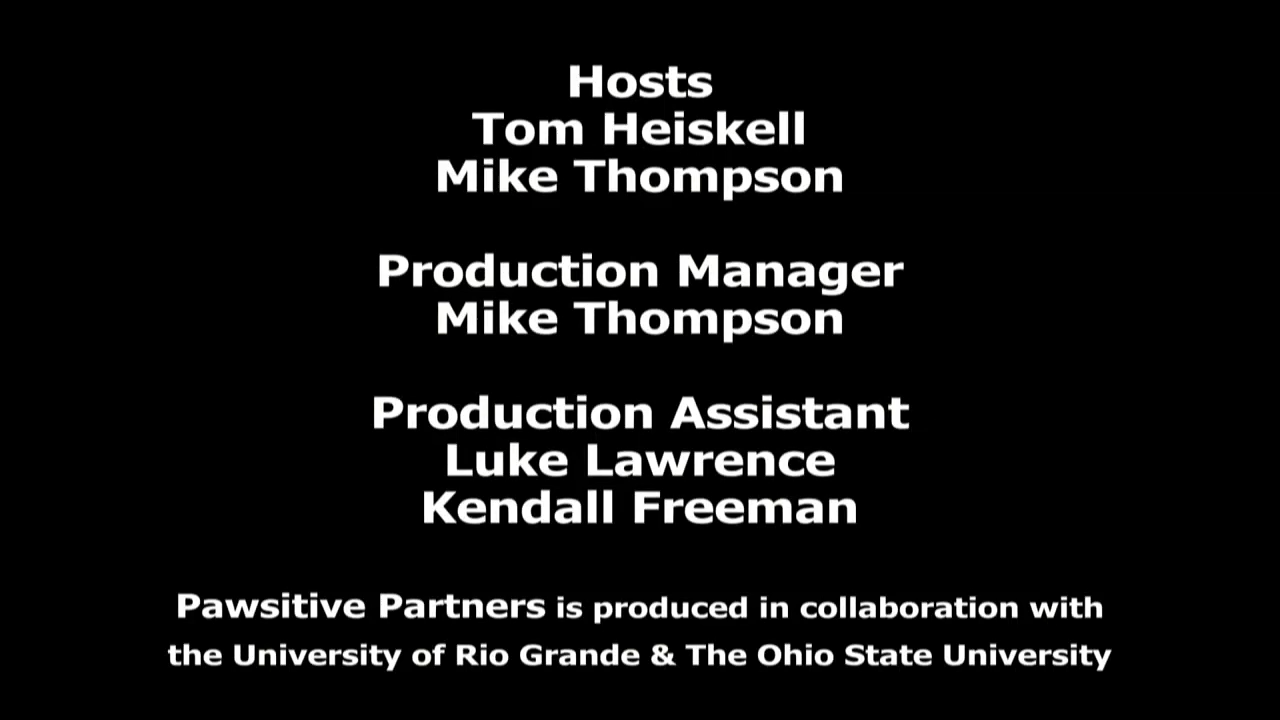 Hosts
Tom Heiskell
Mike Thompson
Production Manager
Mike Thompson
Production Assistant
Luke Lawrence
Kendall Freeman
Pawsitive Partners is produced in collaboration with
the University of Rio Grande & The Ohio State University